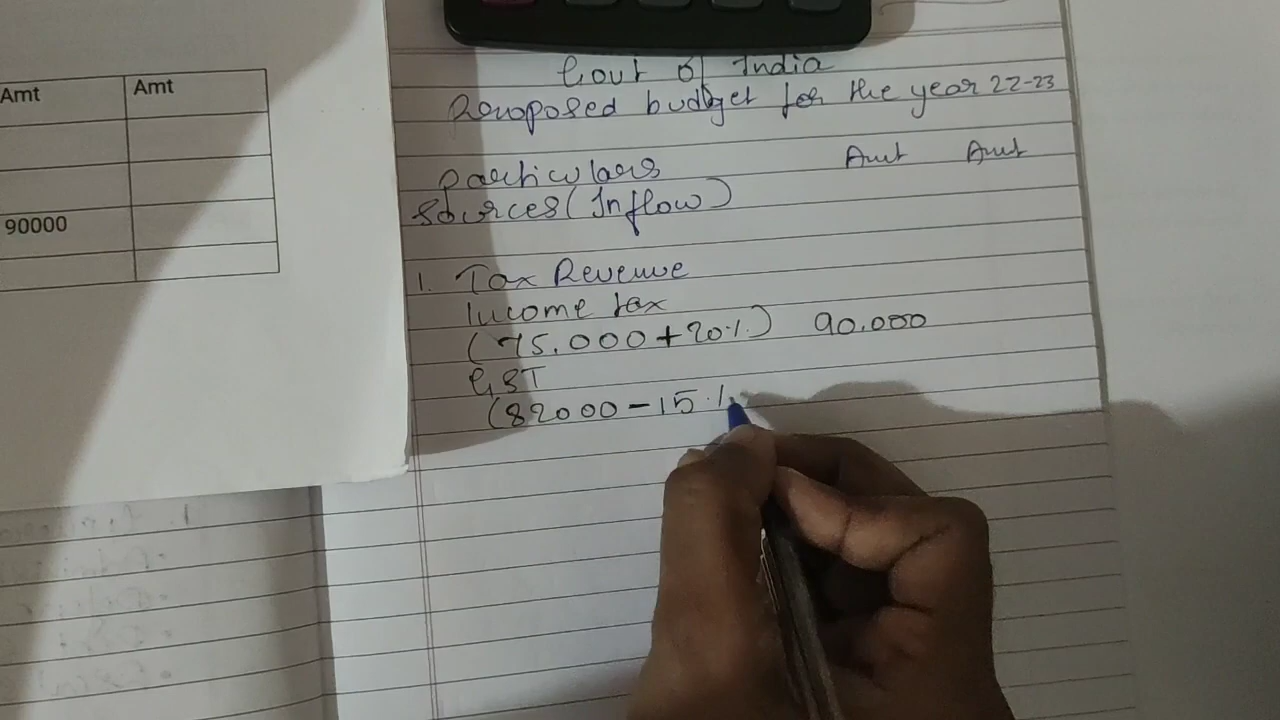 Amt Amt
90000
Govt of India
Proposed budget for the year 22-23
Particulars Amt Amt
Sources (Inflow)
1. Tax Revenue
Income tax
(75.000 + 20%) 90.000
GST
(82000 - 15%